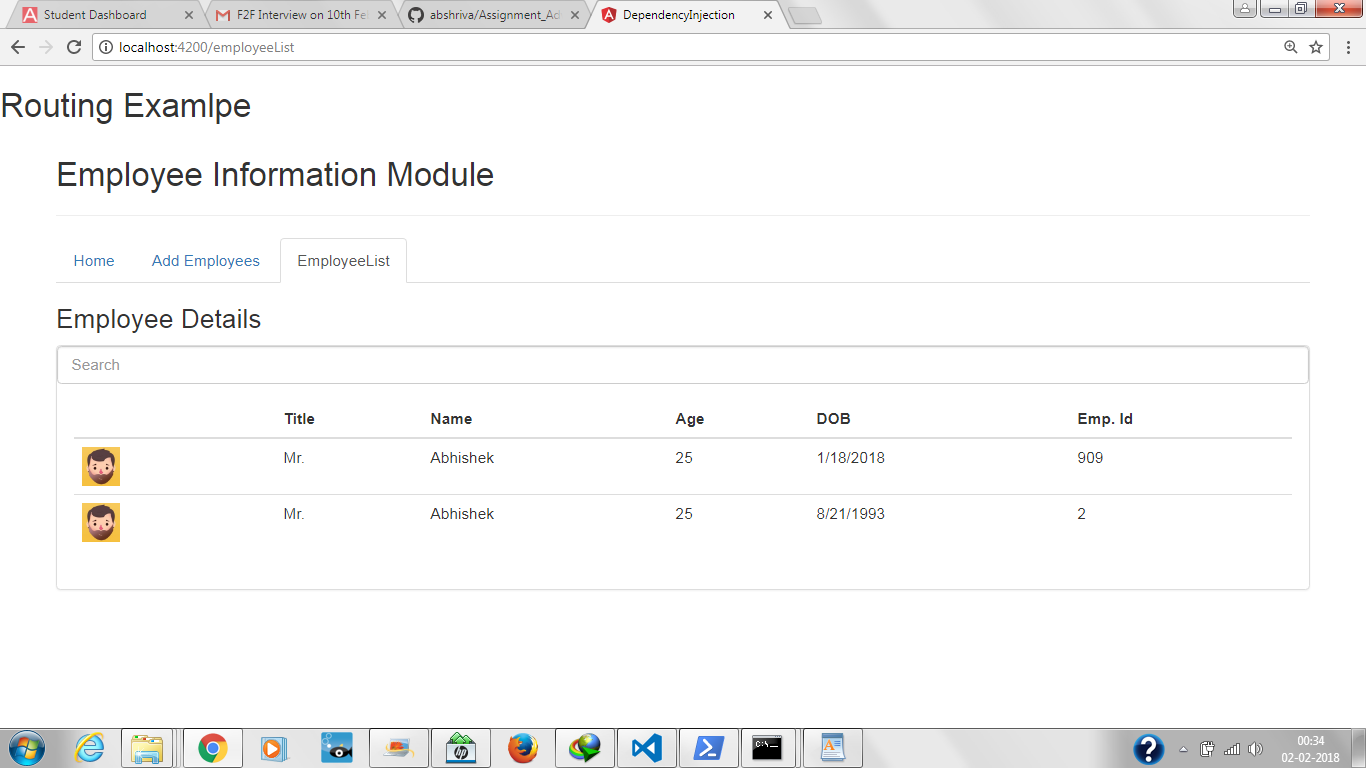 Student Dashboard
F2F Interview on 10th Fe
abshriva/Assignment_Ad
DependencyInjection
localhost:4200/employeeList
Routing Examlpe
Employee Information Module
Home Add Employees EmployeeList
Employee Details
Search
Title Name Age DOB Emp. Id
Mr. Abhishek 25 1/18/2018 909
Mr. Abhishek 25 8/21/1993 2
00:34
02-02-2018